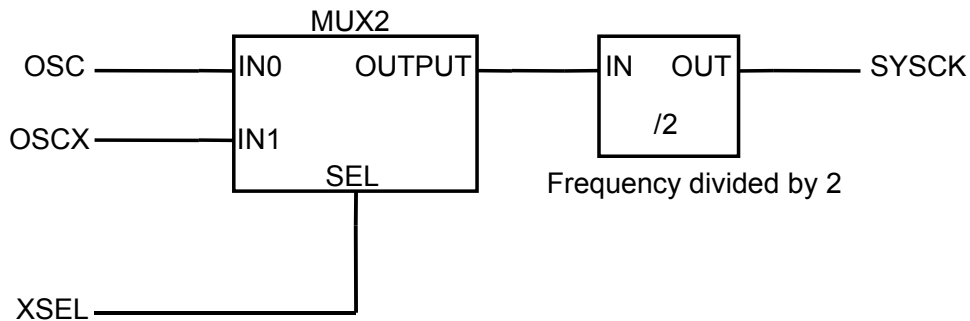 MUX2
OSC IN0 OUTPUT IN OUT SYSCK
/2
OSCX IN1
SEL
Frequency divided by 2
XSEL